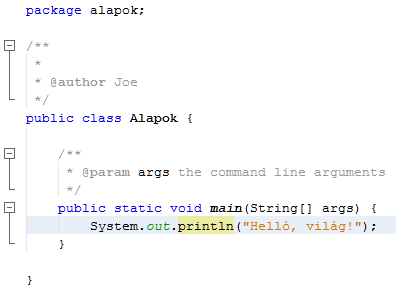 package alapok;
/**
 *
 * @author Joe
 */
public class Alapok {
    /**
     * @param args the command line arguments
     */
    public static void main(String[] args) {
        System.out.println("Helló, világ!");
    }
}